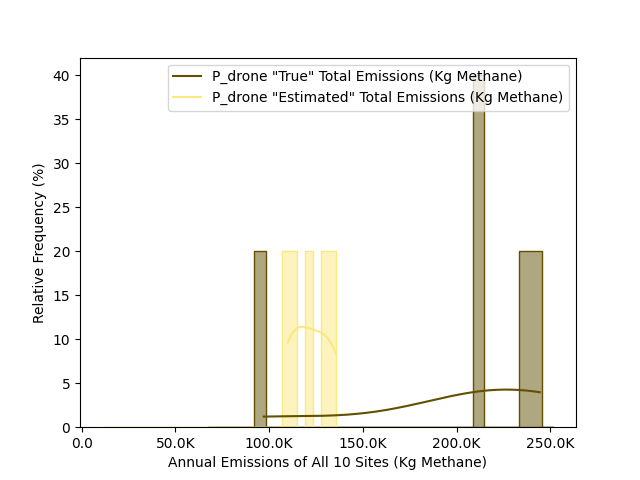 P_drone "True" Total Emissions (Kg Methane)
P_drone "Estimated" Total Emissions (Kg Methane)
Relative Frequency (%)
40
35
30
25
20
15
10
5
0
0.0 50.0K 100.0K 150.0K 200.0K 250.0K
Annual Emissions of All 10 Sites (Kg Methane)